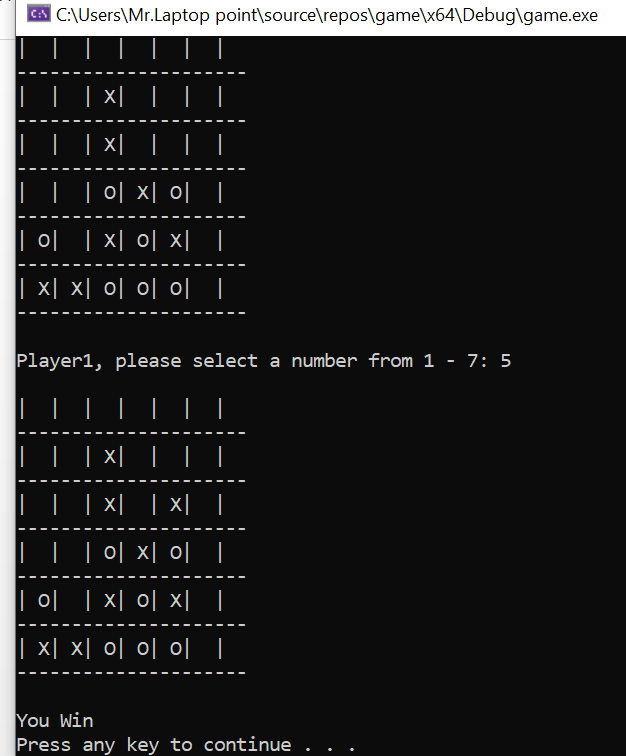 C:\Users\Mr.Laptop point\source\repos\game\x64\Debug\game.exe
|  |  |  |  |  |  |
---------------------
|  |  | X|  |  |  |
---------------------
|  |  | X|  |  |  |
---------------------
|  |  | O| X| O|  |
---------------------
| O|  | X| O| X|  |
---------------------
| X| X| O| O| O|  |
---------------------
Player1, please select a number from 1 - 7: 5
|  |  |  |  |  |  |
---------------------
|  |  | X|  |  |  |
---------------------
|  |  | X|  | X|  |
---------------------
|  |  | O| X| O|  |
---------------------
| O|  | X| O| X|  |
---------------------
| X| X| O| O| O|  |
---------------------
You Win
Press any key to continue . . .